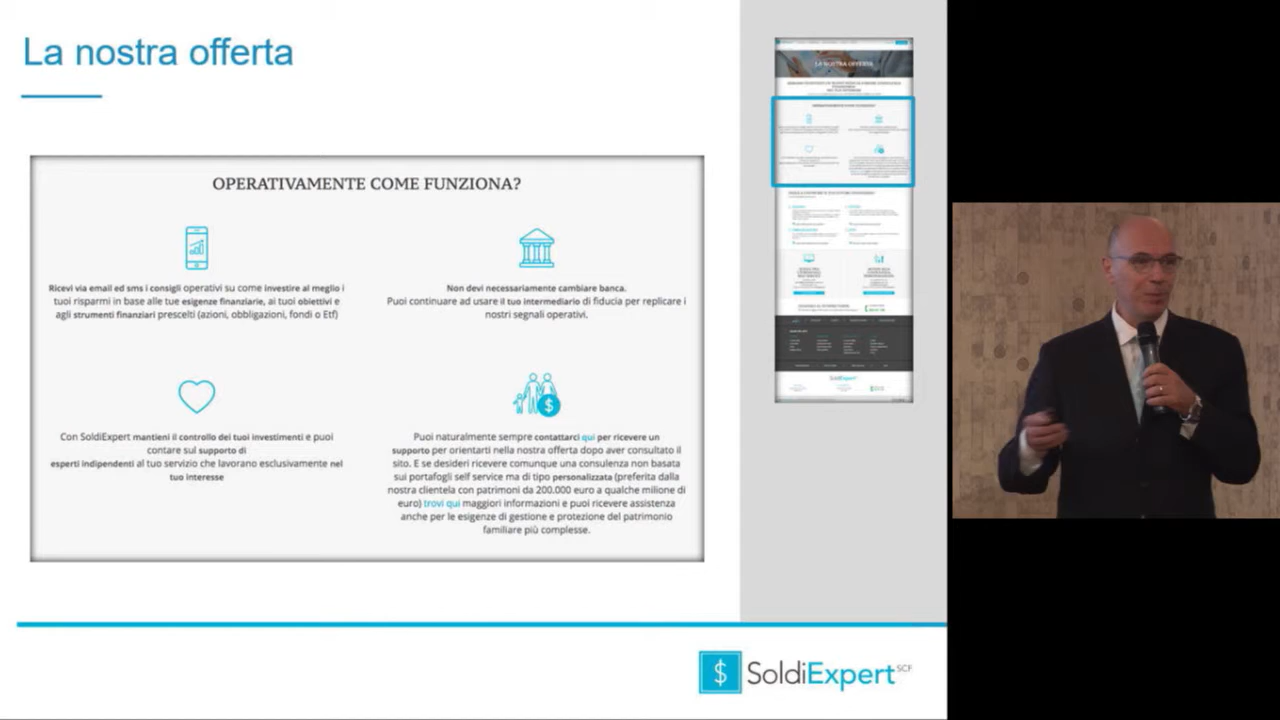 La nostra offerta
OPERATIVAMENTE COME FUNZIONA?
Ricevi via email ed sms i consigli operativi su come investire al meglio i
tuoi risparmi in base alle tue esigenze finanziarie, ai tuoi obiettivi e
agli strumenti finanziari prescelti (azioni, obbligazioni, fondi o Etf)
Non devi necessariamente cambiare banca.
Puoi continuare ad usare il tuo intermediario di fiducia per replicare i
nostri segnali operativi.
Con SoldiExpert mantieni il controllo dei tuoi investimenti e puoi
contare sul supporto di
esperti indipendenti al tuo servizio che lavorano esclusivamente nel
tuo interesse
Puoi naturalmente sempre contattarci qui per ricevere un
supporto per orientarti nella nostra offerta dopo aver consultato il
sito. E se desideri ricevere comunque una consulenza non basata
sui portafogli self service ma di tipo personalizzata (preferita dalla
nostra clientela con patrimoni da 200.000 euro a qualche milione di
euro) trovi qui maggiori informazioni e puoi ricevere assistenza
anche per le esigenze di gestione e protezione del patrimonio
familiare più complesse.
LA NOSTRA OFFERTA
OPERATIVAMENTE COME FUNZIONA?
SoldiExpert
$ SoldiExpert SCF